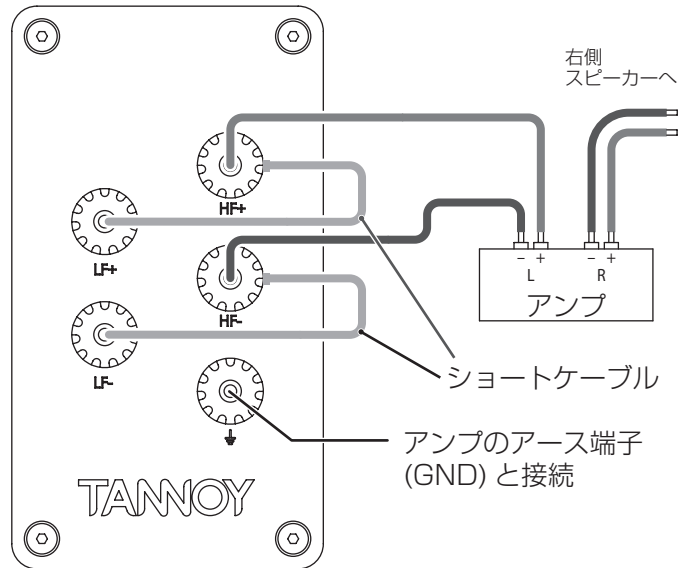 右側
スピーカーへ
HF+
LF+
HF-
LF-
TANNOY
− +
L
− +
R
アンプ
ショートケーブル
アンプのアース端子
(GND) と接続